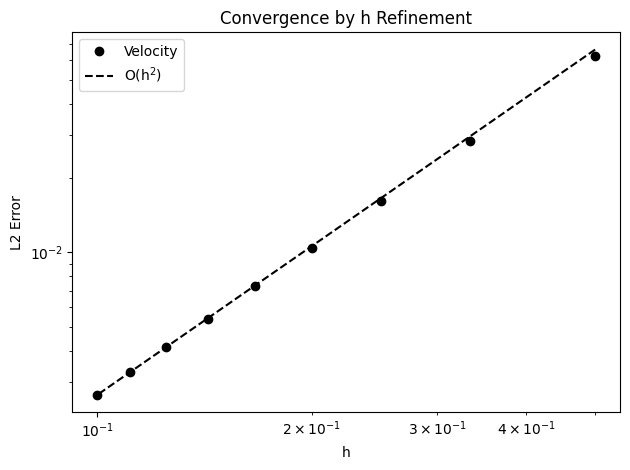 Convergence by h Refinement
Velocity
O(h²)
L2 Error
10⁻²
10⁻¹
2 × 10⁻¹
3 × 10⁻¹
4 × 10⁻¹
h